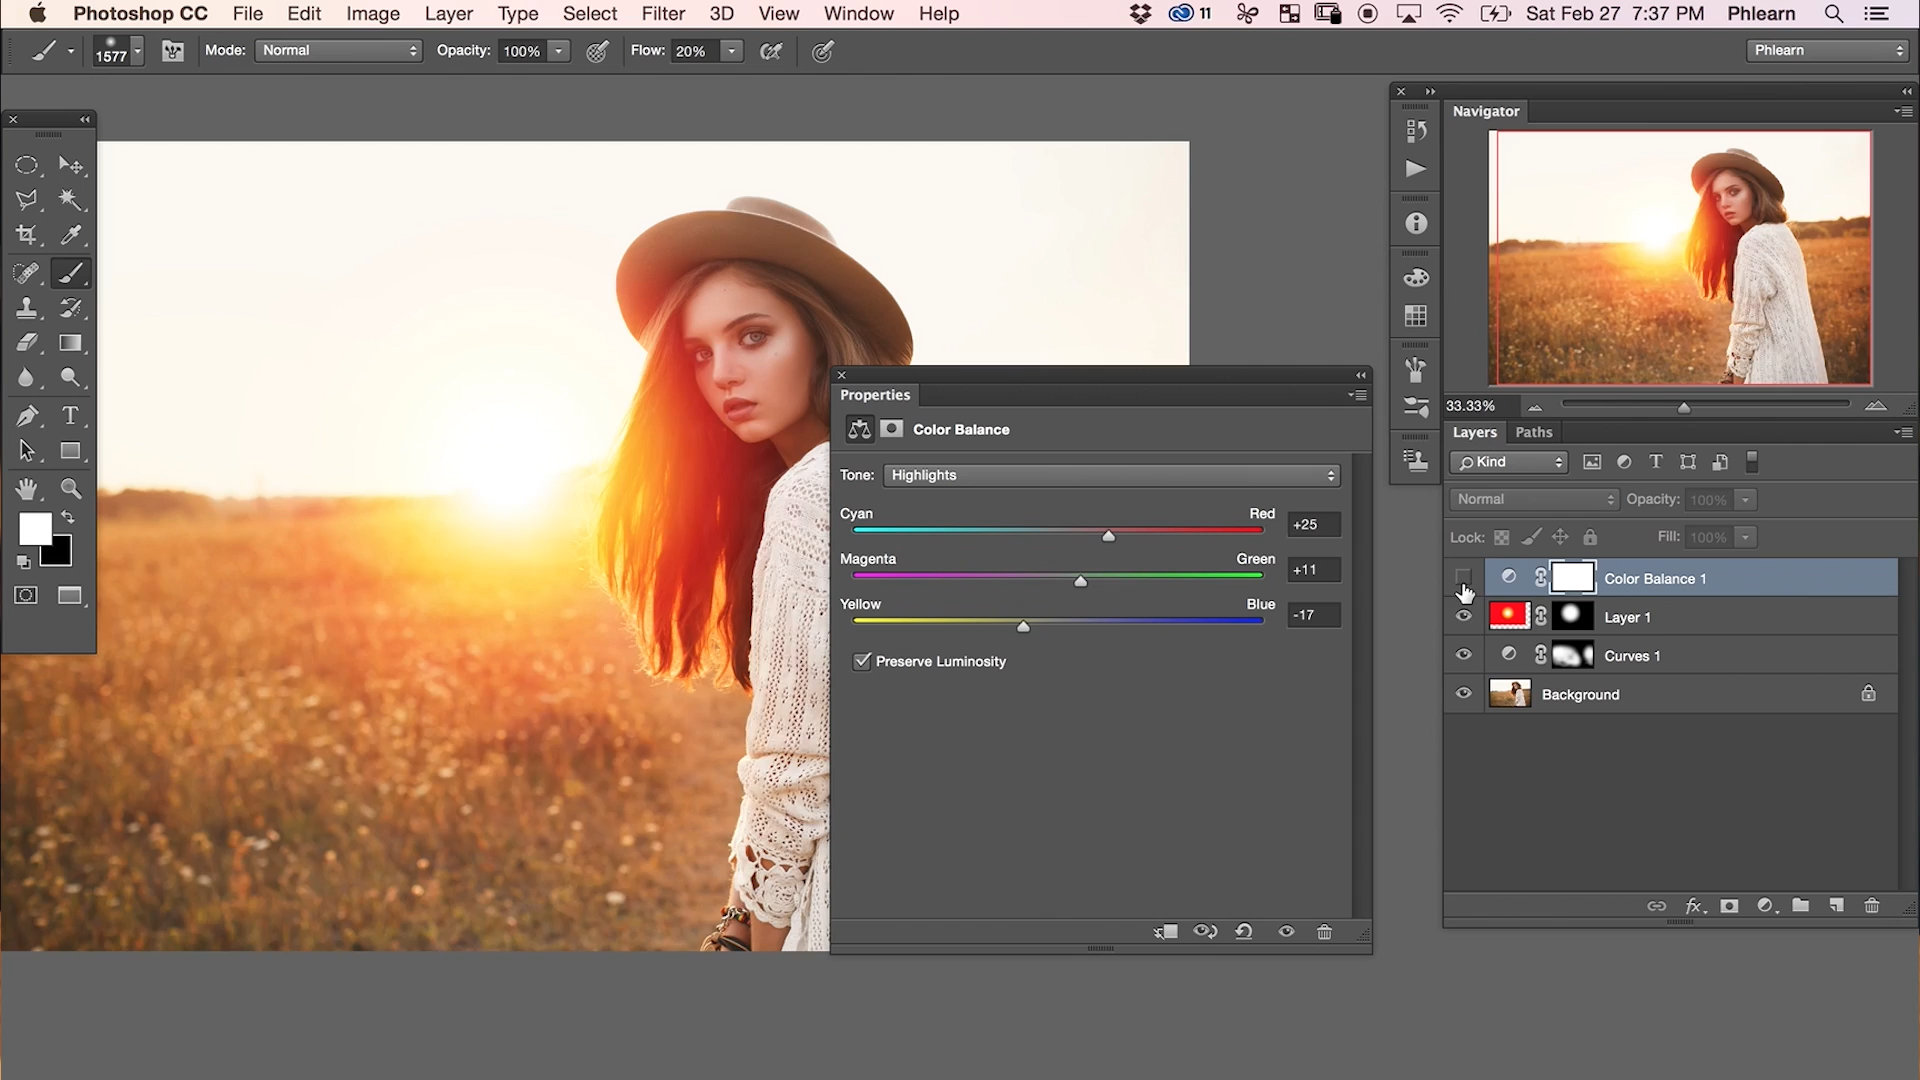 Photoshop CC File Edit Image Layer Type Select Filter 3D View Window Help 11 Sat Feb 27 7:37 PM Phlearn
1577 Mode: Normal Opacity: 100% Flow: 20% Phlearn
Navigator
33.33%
Layers Paths
Kind T
Normal Opacity: 100%
Lock: Fill: 100%
Color Balance 1
Layer 1
Curves 1
Background
fx
T
Properties
Color Balance
Tone: Highlights
Cyan Red +25
Magenta Green +11
Yellow Blue -17
Preserve Luminosity